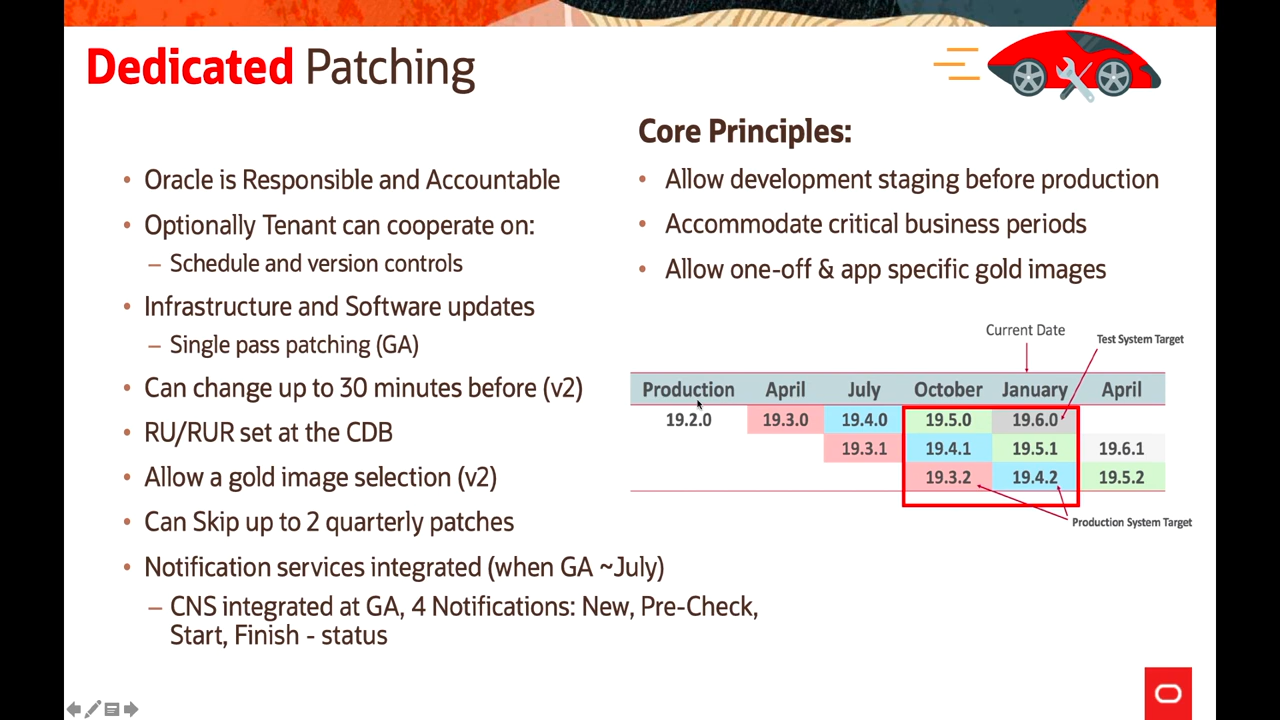 Dedicated Patching
• Oracle is Responsible and Accountable
• Optionally Tenant can cooperate on:
– Schedule and version controls
• Infrastructure and Software updates
– Single pass patching (GA)
• Can change up to 30 minutes before (v2)
• RU/RUR set at the CDB
• Allow a gold image selection (v2)
• Can Skip up to 2 quarterly patches
• Notification services integrated (when GA ~July)
– CNS integrated at GA, 4 Notifications: New, Pre-Check,
Start, Finish - status
Core Principles:
• Allow development staging before production
• Accommodate critical business periods
• Allow one-off & app specific gold images
Current Date
Test System Target
Production April July October January April
19.2.0 19.3.0 19.4.0 19.5.0 19.6.0
19.3.1 19.4.1 19.5.1 19.6.1
19.3.2 19.4.2 19.5.2
Production System Target